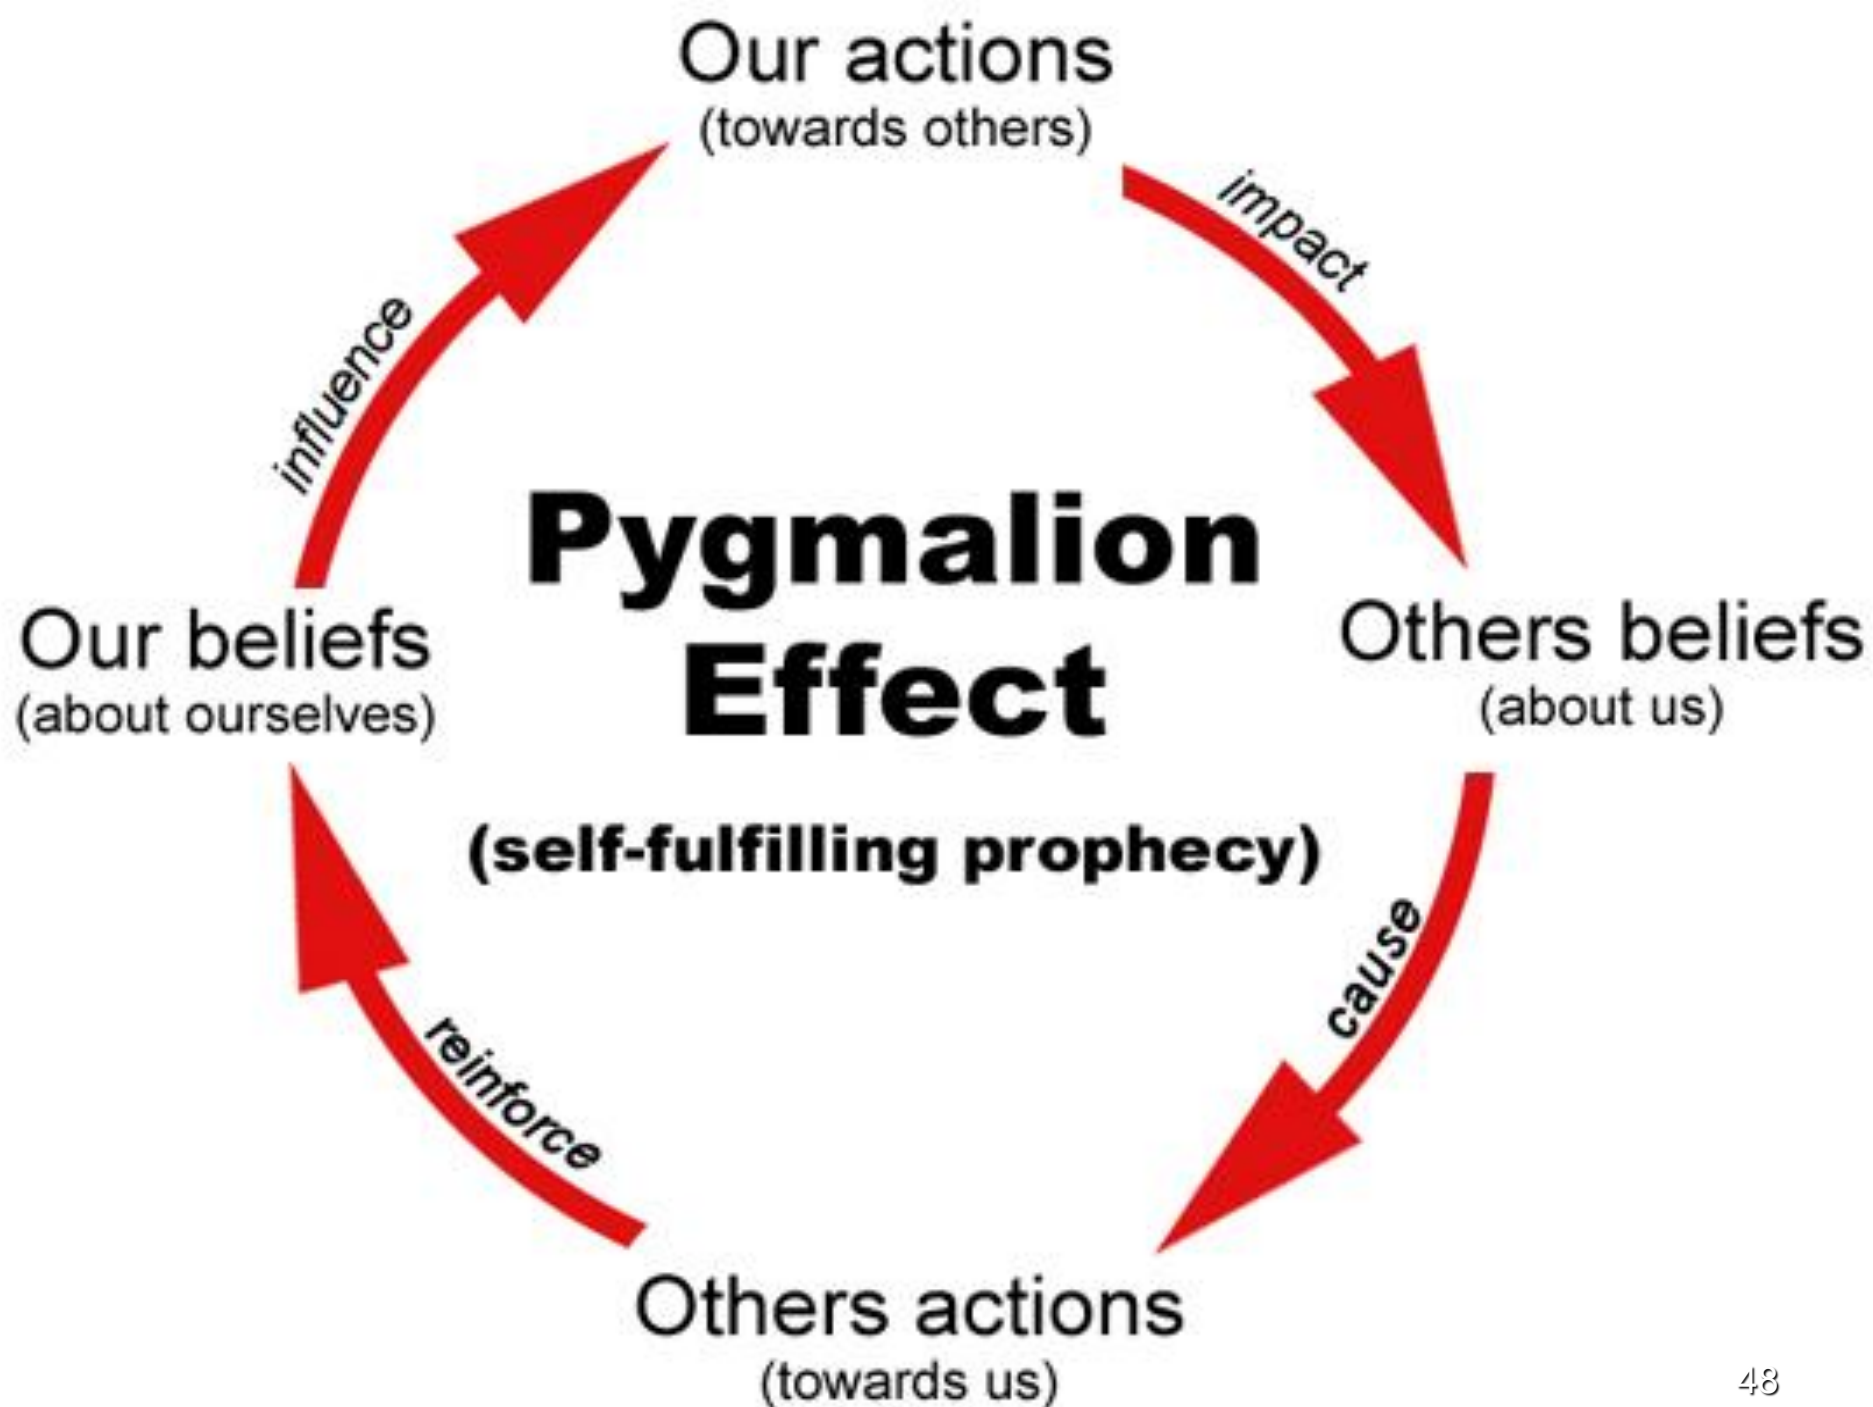 Our actions
(towards others)
impact
influence
Pygmalion
Effect
Our beliefs
(about ourselves)
Others beliefs
(about us)
(self-fulfilling prophecy)
cause
reinforce
Others actions
(towards us)
48